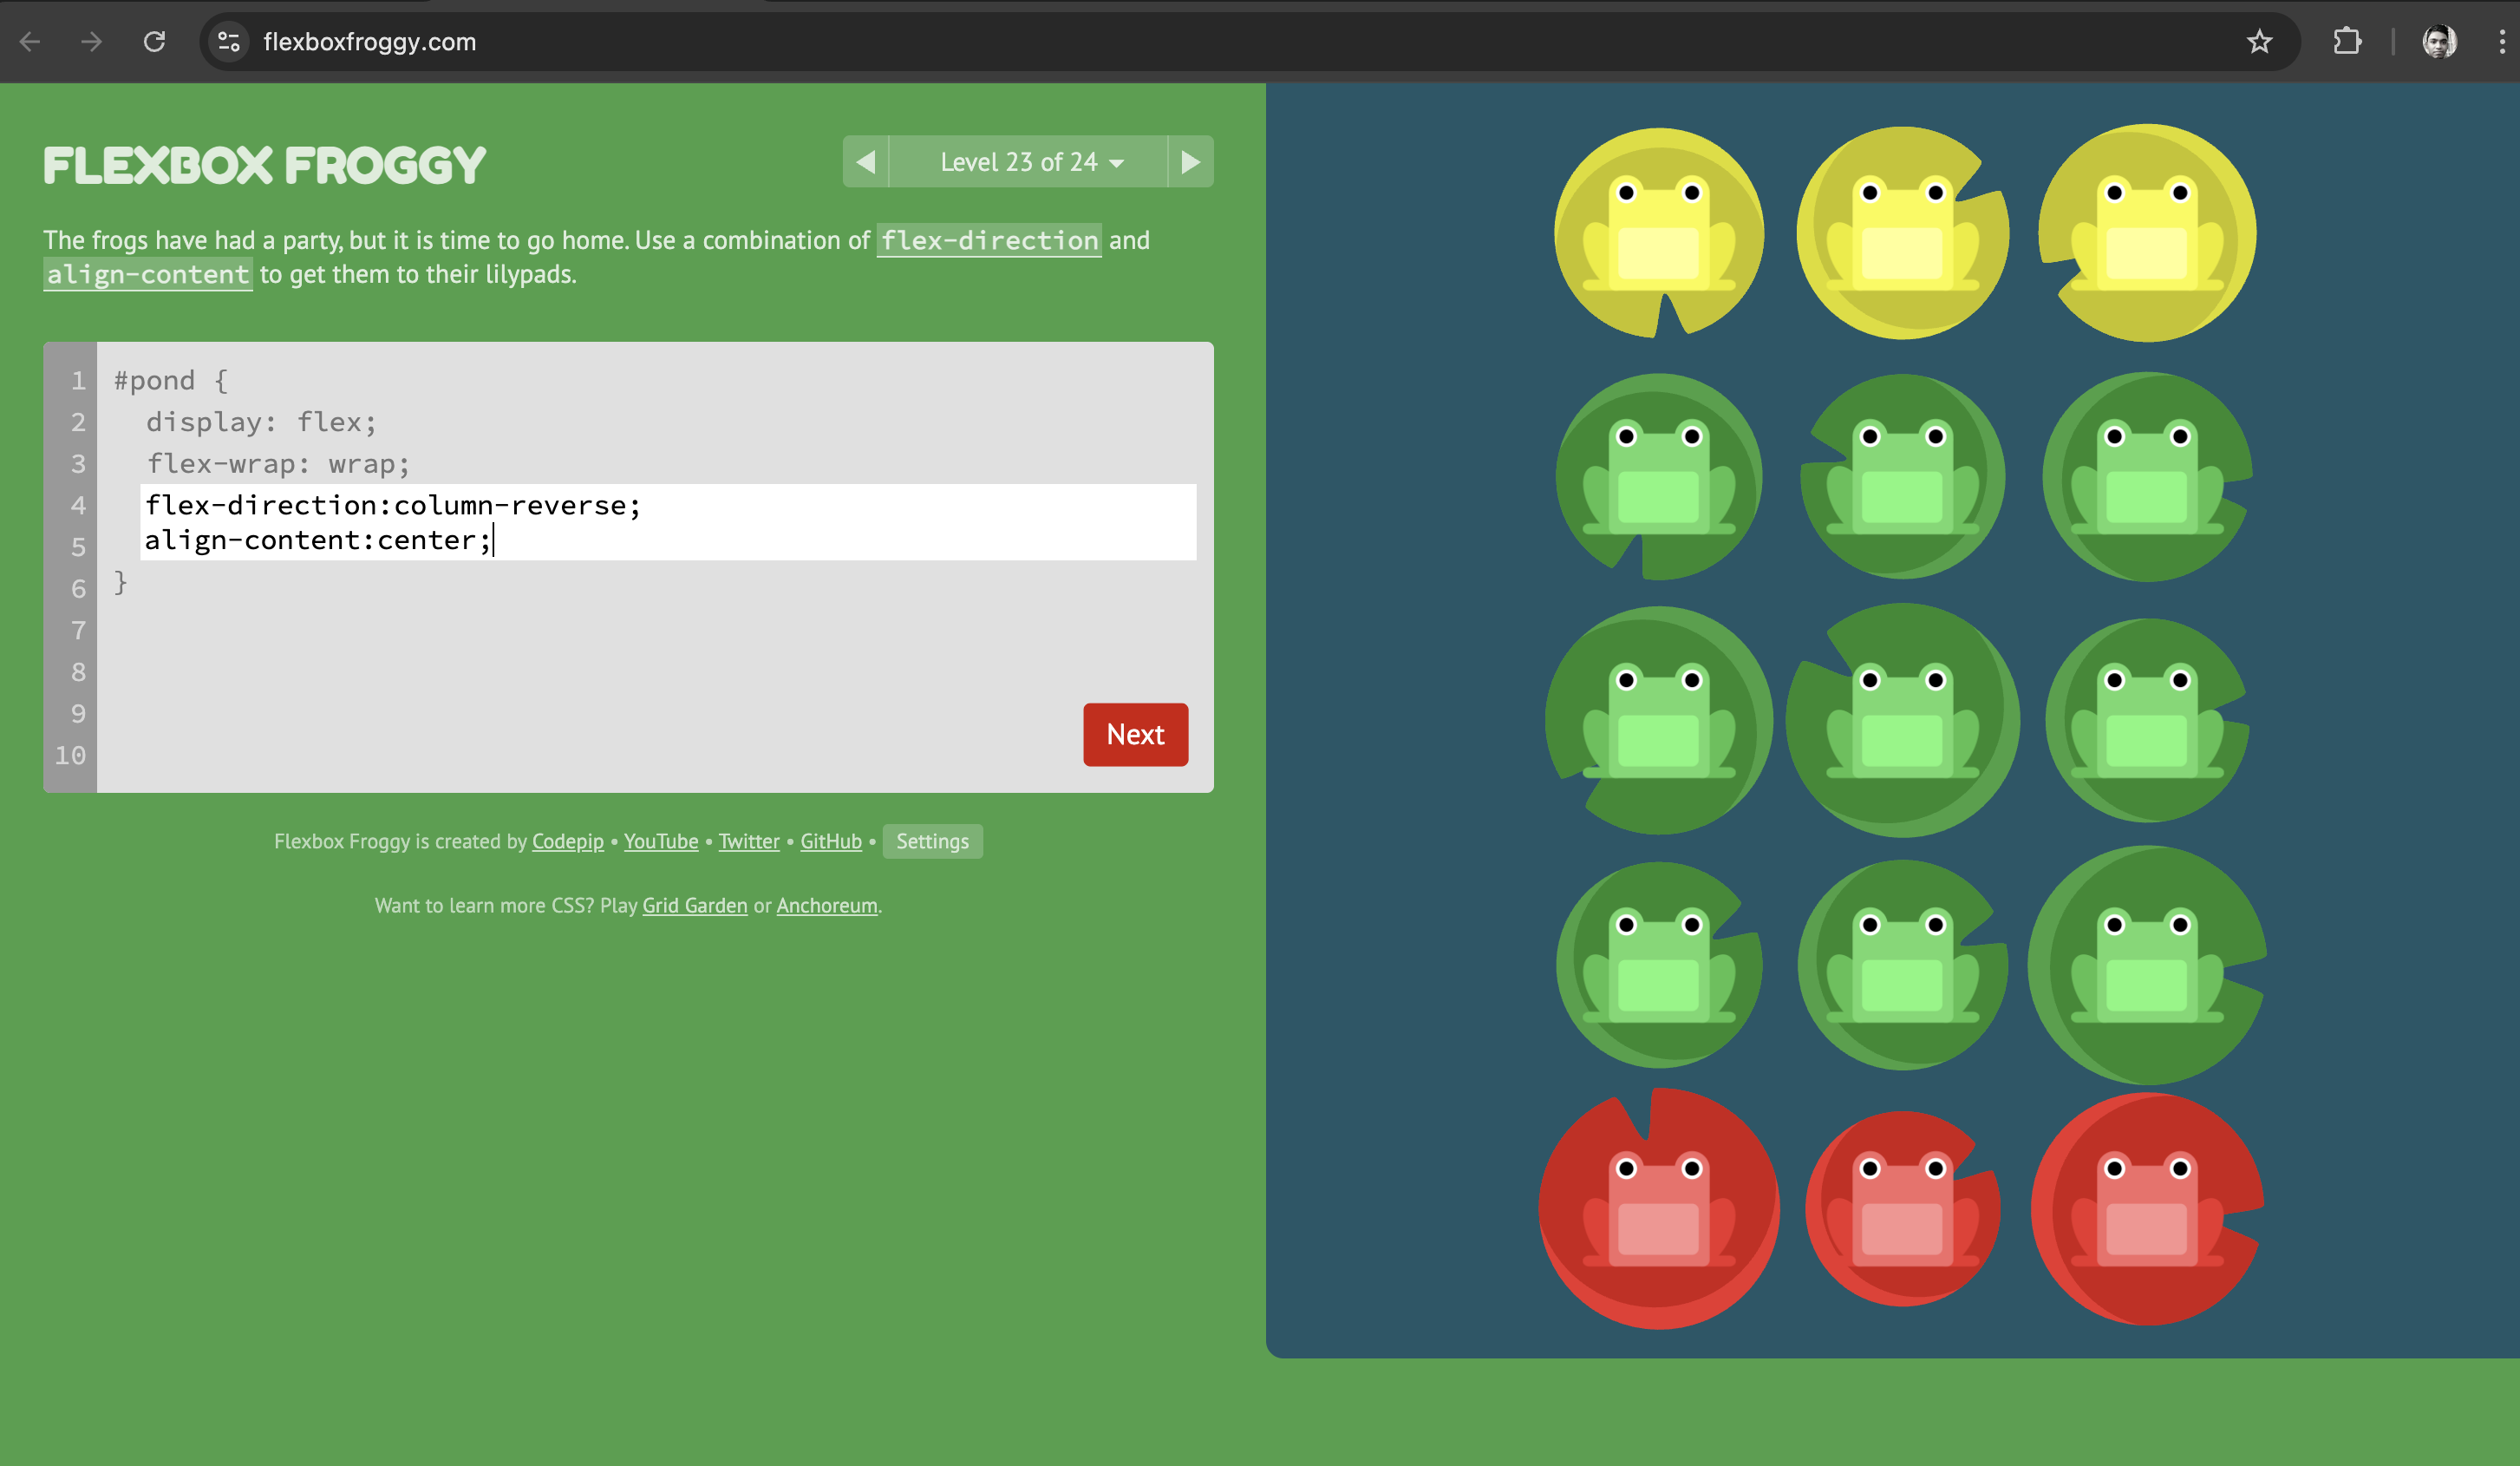 flexboxfroggy.com
FLEXBOX FROGGY
Level 23 of 24
The frogs have had a party, but it is time to go home. Use a combination of flex-direction and
align-content to get them to their lilypads.
1 #pond {
2 display: flex;
3 flex-wrap: wrap;
4 flex-direction:column-reverse;
5 align-content:center;
6 }
7
8
9
10
Next
Flexbox Froggy is created by Codepip • YouTube • Twitter • GitHub • Settings
Want to learn more CSS? Play Grid Garden or Anchoreum.